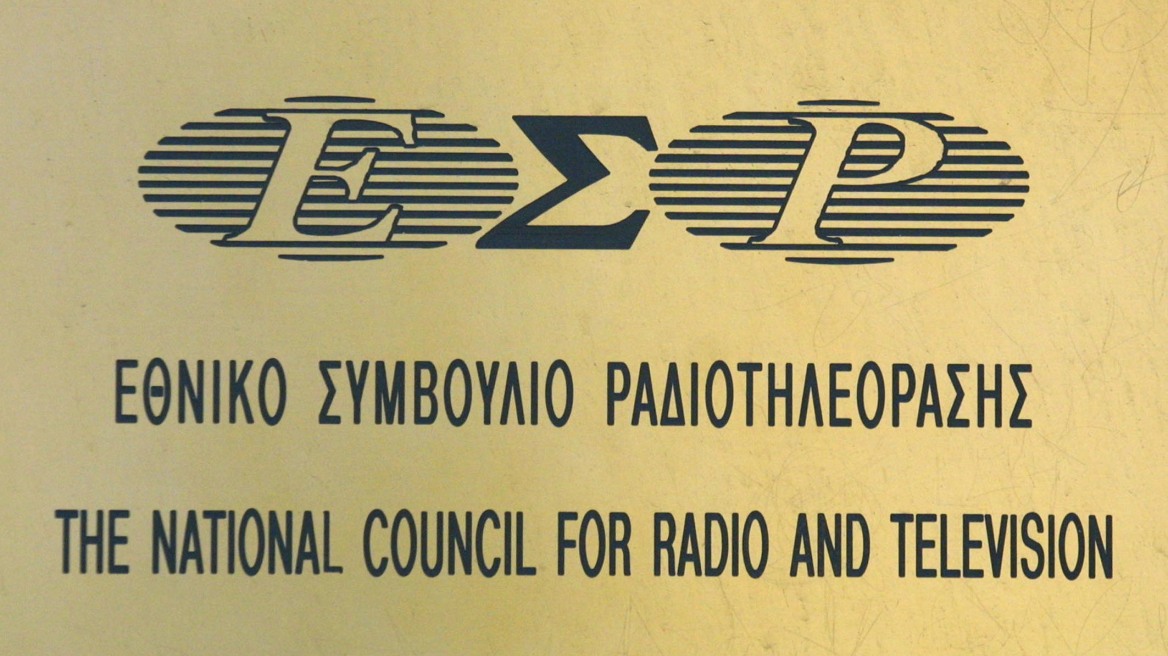 ΕΣΡ
ΕΘΝΙΚΟ ΣΥΜΒΟΥΛΙΟ ΡΑΔΙΟΤΗΛΕΟΡΑΣΗΣ
THE NATIONAL COUNCIL FOR RADIO AND TELEVISION